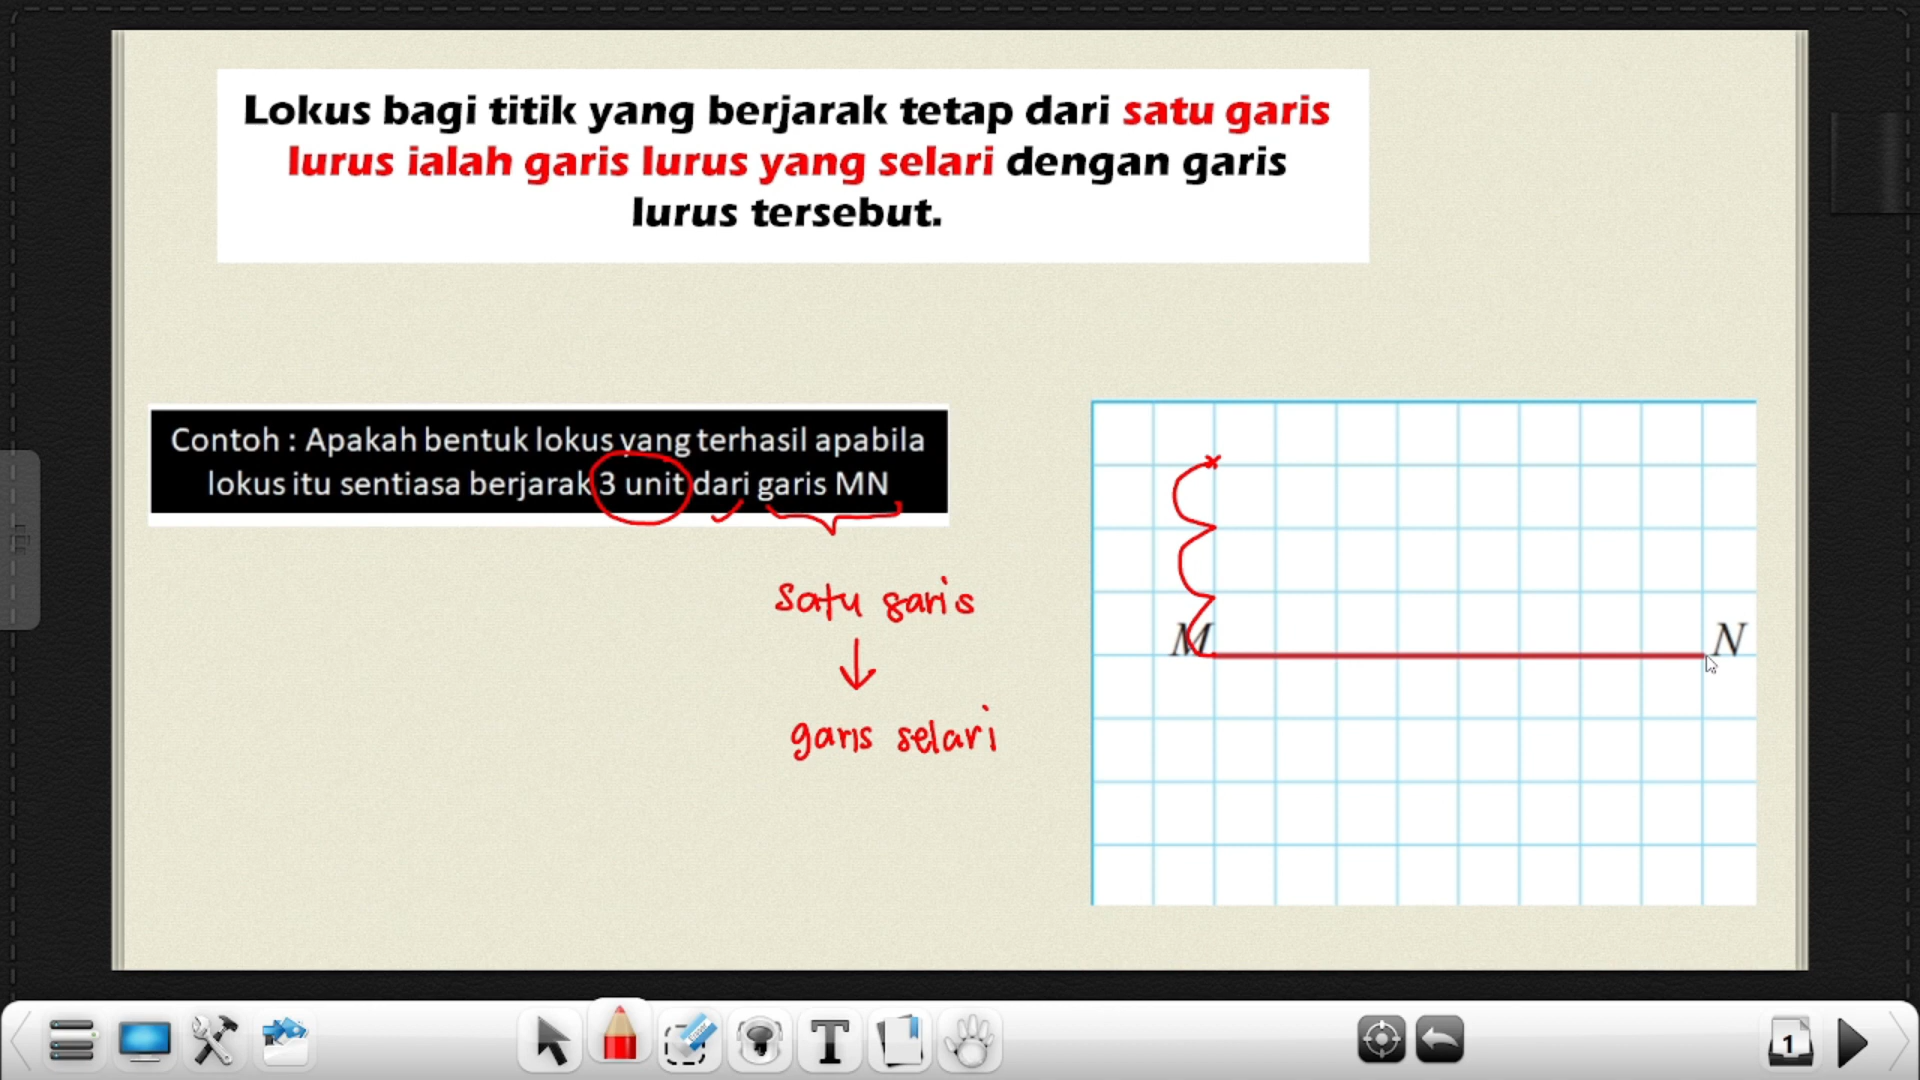 Lokus bagi titik yang berjarak tetap dari satu garis
lurus ialah garis lurus yang selari dengan garis
lurus tersebut.
Contoh : Apakah bentuk lokus yang terhasil apabila
lokus itu sentiasa berjarak 3 unit dari garis MN
satu garis
garis selari
M
N
T
1